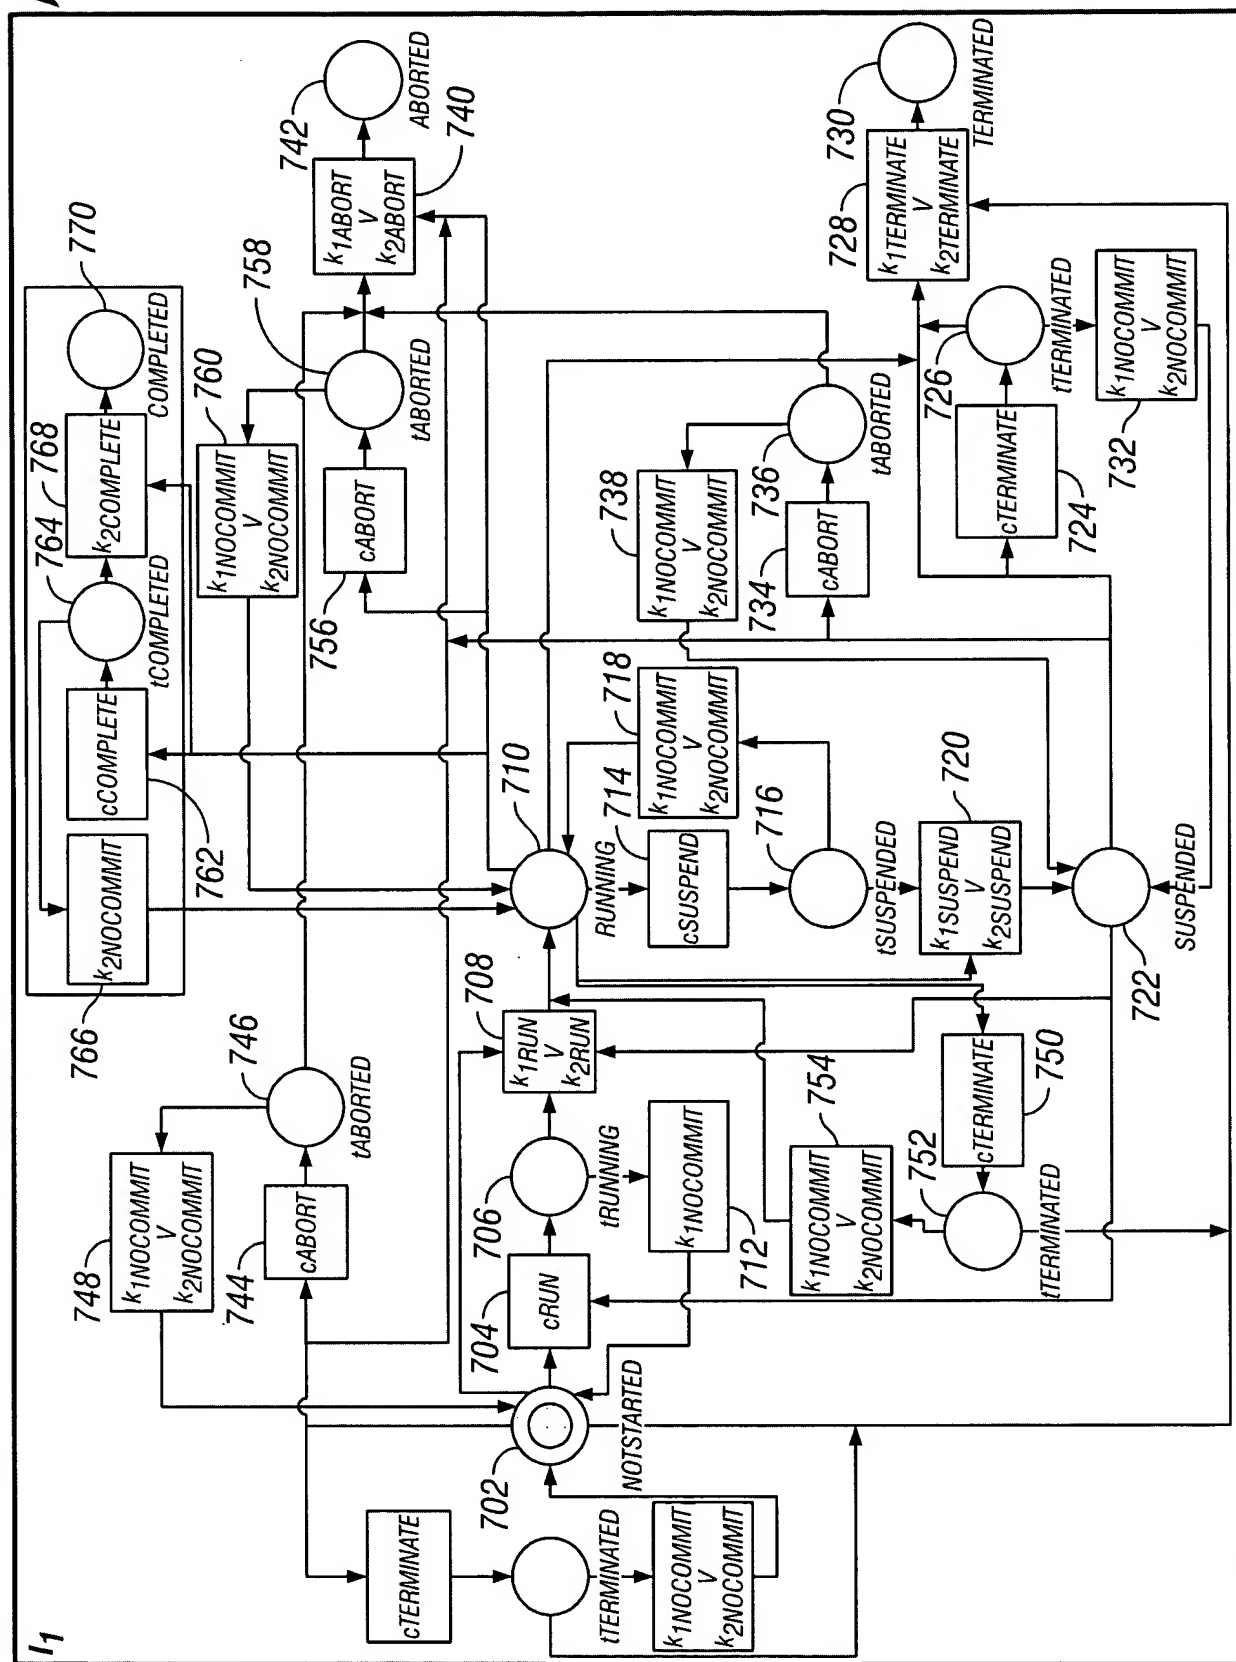 I1
748
k1NOCOMMIT
V
k2NOCOMMIT
744
cABORT
746
tABORTED
766
k2NOCOMMIT
762
cCOMPLETE
764
tCOMPLETED
768
k2COMPLETE
770
COMPLETED
760
k1NOCOMMIT
V
k2NOCOMMIT
756
cABORT
758
tABORTED
742
ABORTED
k1ABORT
V
k2ABORT
740
cTERMINATE
tTERMINATED
k1NOCOMMIT
V
k2NOCOMMIT
702
NOTSTARTED
704
cRUN
706
tRUNNING
708
k1RUN
V
k2RUN
k1NOCOMMIT
712
710
RUNNING
714
cSUSPEND
716
tSUSPENDED
718
k1NOCOMMIT
V
k2NOCOMMIT
720
k1SUSPEND
V
k2SUSPEND
722
SUSPENDED
738
k1NOCOMMIT
V
k2NOCOMMIT
734
cABORT
736
tABORTED
754
k1NOCOMMIT
V
k2NOCOMMIT
752
tTERMINATED
cTERMINATE
750
cTERMINATE
724
726
tTERMINATED
k1NOCOMMIT
V
k2NOCOMMIT
732
728
k1TERMINATE
V
k2TERMINATE
730
TERMINATED